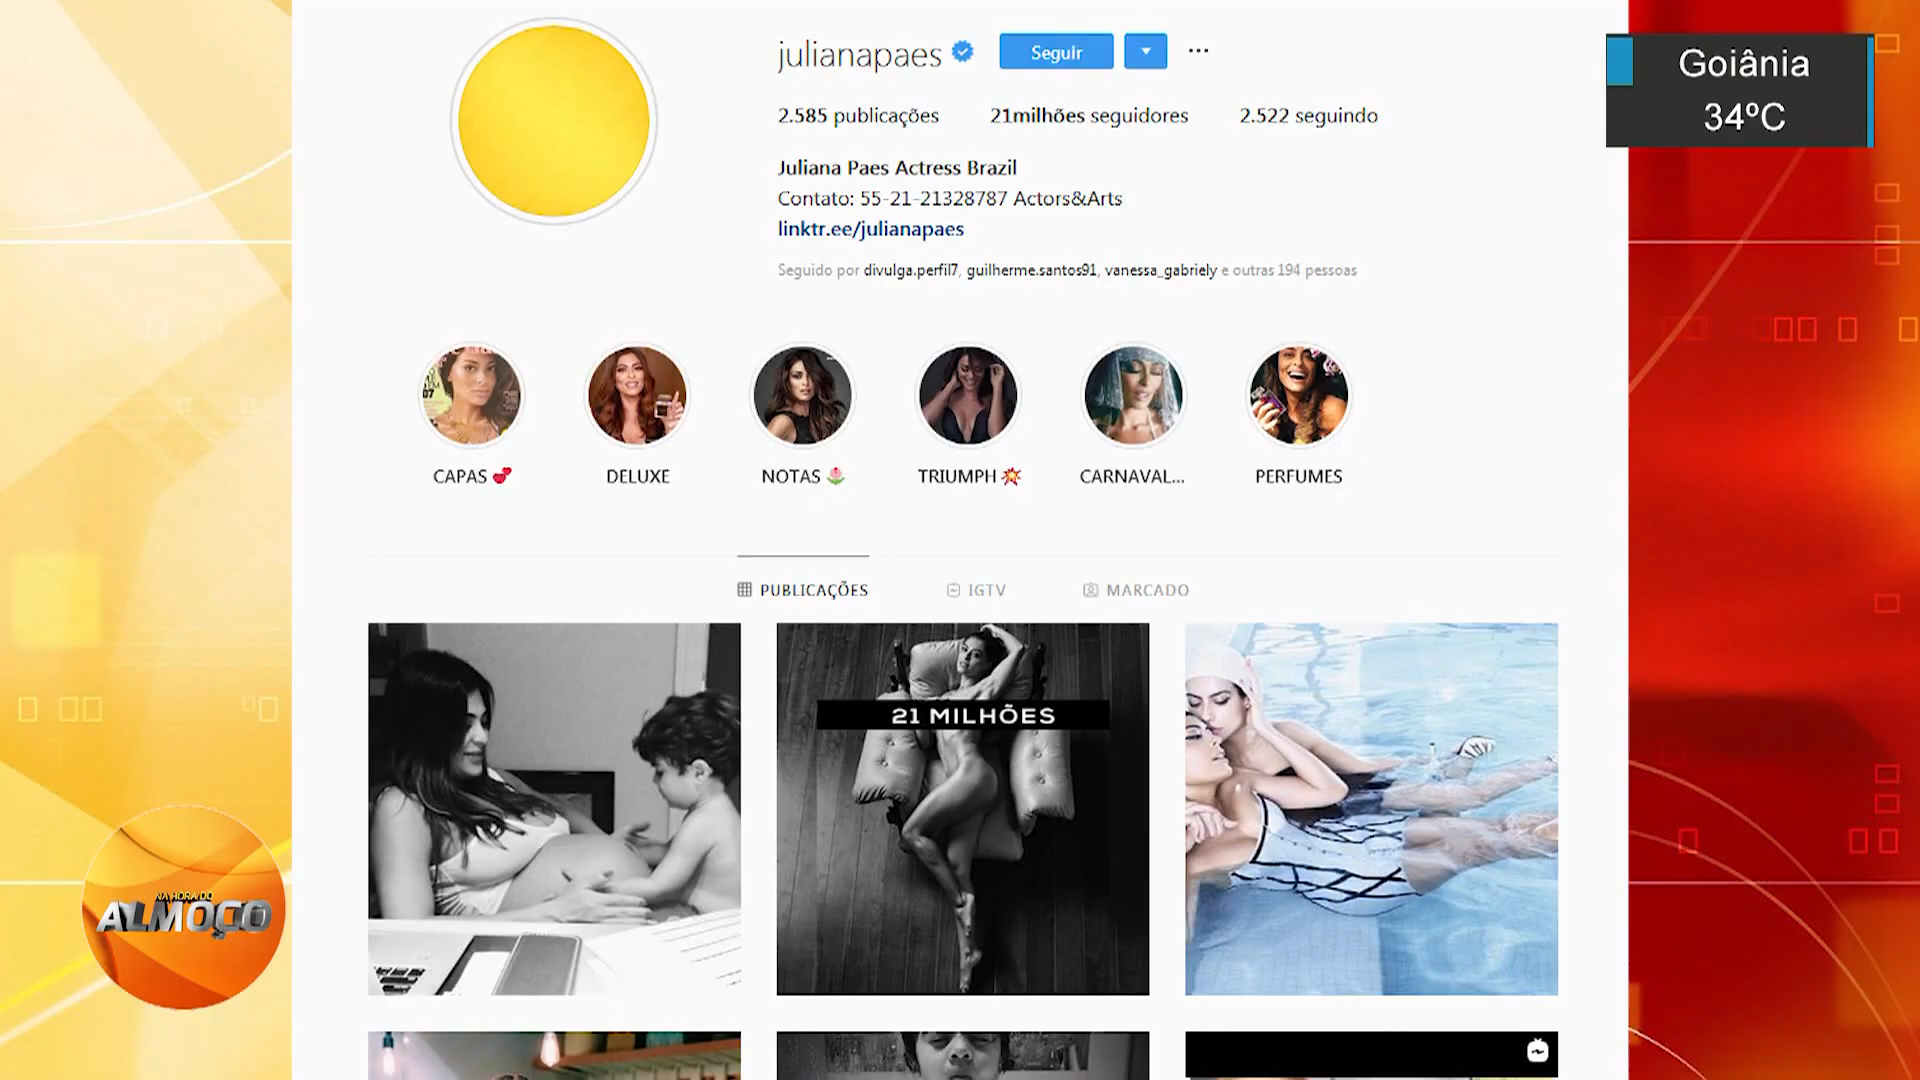 julianapaes
Seguir
2.585 publicações 21milhões seguidores 2.522 seguindo
Juliana Paes Actress Brazil
Contato: 55-21-21328787 Actors&Arts
linktr.ee/julianapaes
Seguido por divulga.perfil7, guilherme.santos91, vanessa_gabriely e outras 194 pessoas
Goiânia
34ºC
CAPAS 💕 DELUXE NOTAS 🌷 TRIUMPH 💥 CARNAVAL... PERFUMES
PUBLICAÇÕES IGTV MARCADO
21 MILHÕES
NA HORA DO
ALMOÇO